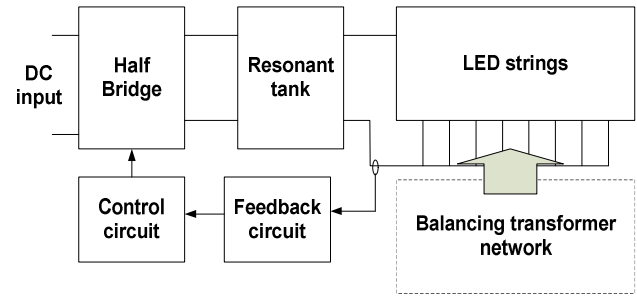 DC
input
Half
Bridge
Resonant
tank
LED strings
Control
circuit
Feedback
circuit
Balancing transformer
network